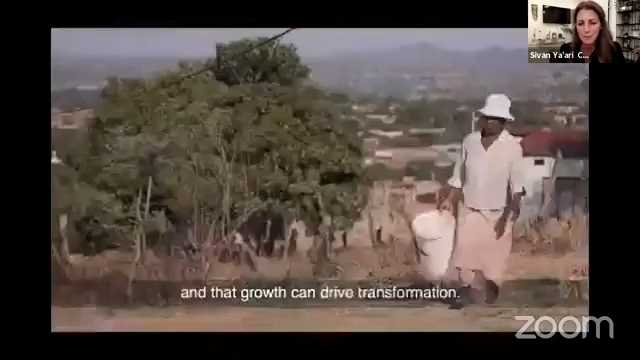 Sivan Ya'ari C...
and that growth can drive transformation.
zoom